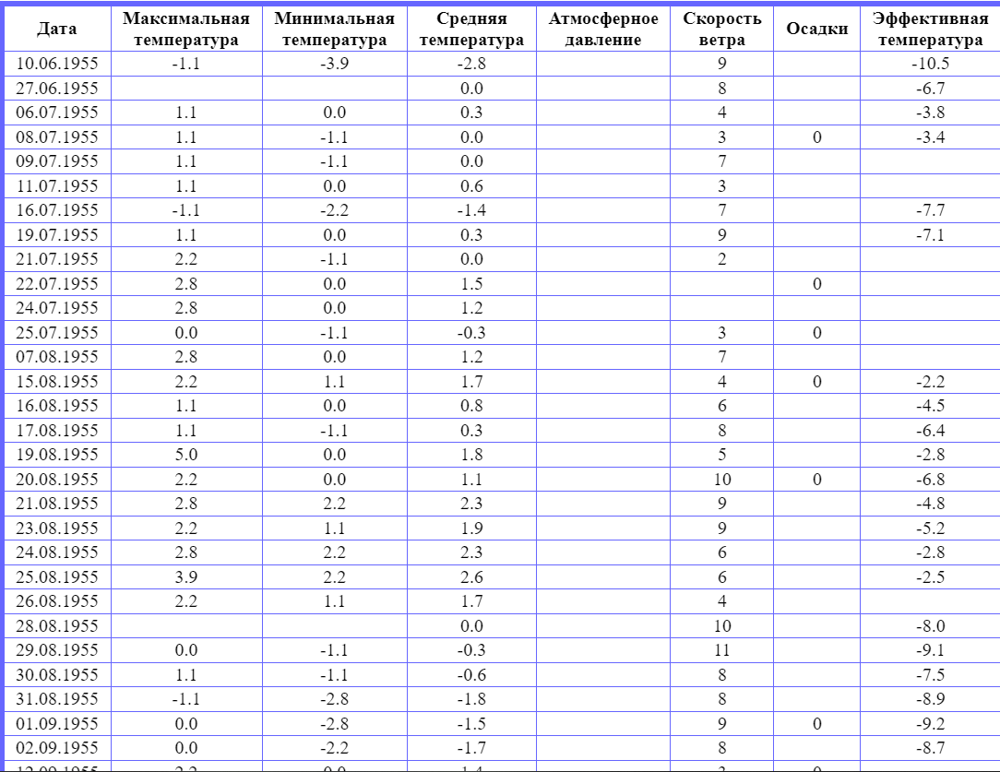 Дата Максимальная температура Минимальная температура Средняя температура Атмосферное давление Скорость ветра Осадки Эффективная температура
10.06.1955 -1.1 -3.9 -2.8 9 -10.5
27.06.1955 0.0 8 -6.7
06.07.1955 1.1 0.0 0.3 4 -3.8
08.07.1955 1.1 -1.1 0.0 3 0 -3.4
09.07.1955 1.1 -1.1 0.0 7
11.07.1955 1.1 0.0 0.6 3
16.07.1955 -1.1 -2.2 -1.4 7 -7.7
19.07.1955 1.1 0.0 0.3 9 -7.1
21.07.1955 2.2 -1.1 0.0 2
22.07.1955 2.8 0.0 1.5 0
24.07.1955 2.8 0.0 1.2
25.07.1955 0.0 -1.1 -0.3 3 0
07.08.1955 2.8 0.0 1.2 7
15.08.1955 2.2 1.1 1.7 4 0 -2.2
16.08.1955 1.1 0.0 0.8 6 -4.5
17.08.1955 1.1 -1.1 0.3 8 -6.4
19.08.1955 5.0 0.0 1.8 5 -2.8
20.08.1955 2.2 0.0 1.1 10 0 -6.8
21.08.1955 2.8 2.2 2.3 9 -4.8
23.08.1955 2.2 1.1 1.9 9 -5.2
24.08.1955 2.8 2.2 2.3 6 -2.8
25.08.1955 3.9 2.2 2.6 6 -2.5
26.08.1955 2.2 1.1 1.7 4
28.08.1955 0.0 10 -8.0
29.08.1955 0.0 -1.1 -0.3 11 -9.1
30.08.1955 1.1 -1.1 -0.6 8 -7.5
31.08.1955 -1.1 -2.8 -1.8 8 -8.9
01.09.1955 0.0 -2.8 -1.5 9 0 -9.2
02.09.1955 0.0 -2.2 -1.7 8 -8.7